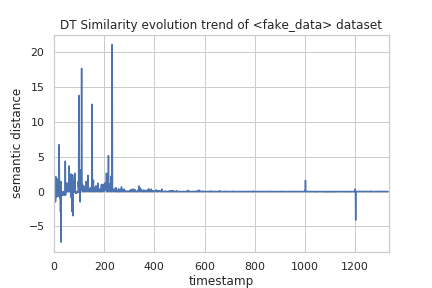 DT Similarity evolution trend of <fake_data> dataset
20
15
10
5
0
−5
semantic distance
0 200 400 600 800 1000 1200
timestamp